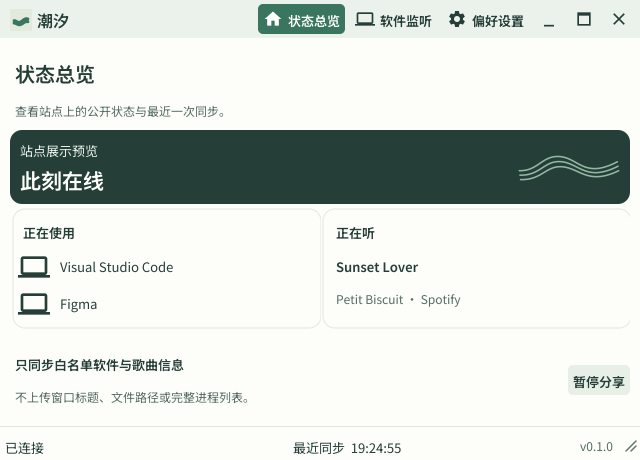 潮汐
状态总览
软件监听
偏好设置
状态总览
查看站点上的公开状态与最近一次同步。
站点展示预览
此刻在线
正在使用
Visual Studio Code
Figma
正在听
Sunset Lover
Petit Biscuit • Spotify
只同步白名单软件与歌曲信息
不上传窗口标题、文件路径或完整进程列表。
暂停分享
已连接
最近同步 19:24:55
v0.1.0